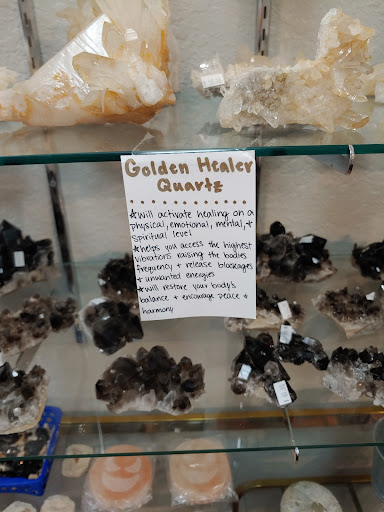 Golden Healer
Quartz
★will activate healing on a
physical, emotional, mental, +
spiritual level
★helps you access the highest
vibrations raising the bodies
frequency + release blockages
+ unwanted energies
★will restore your body's
balance + encourage peace +
harmony